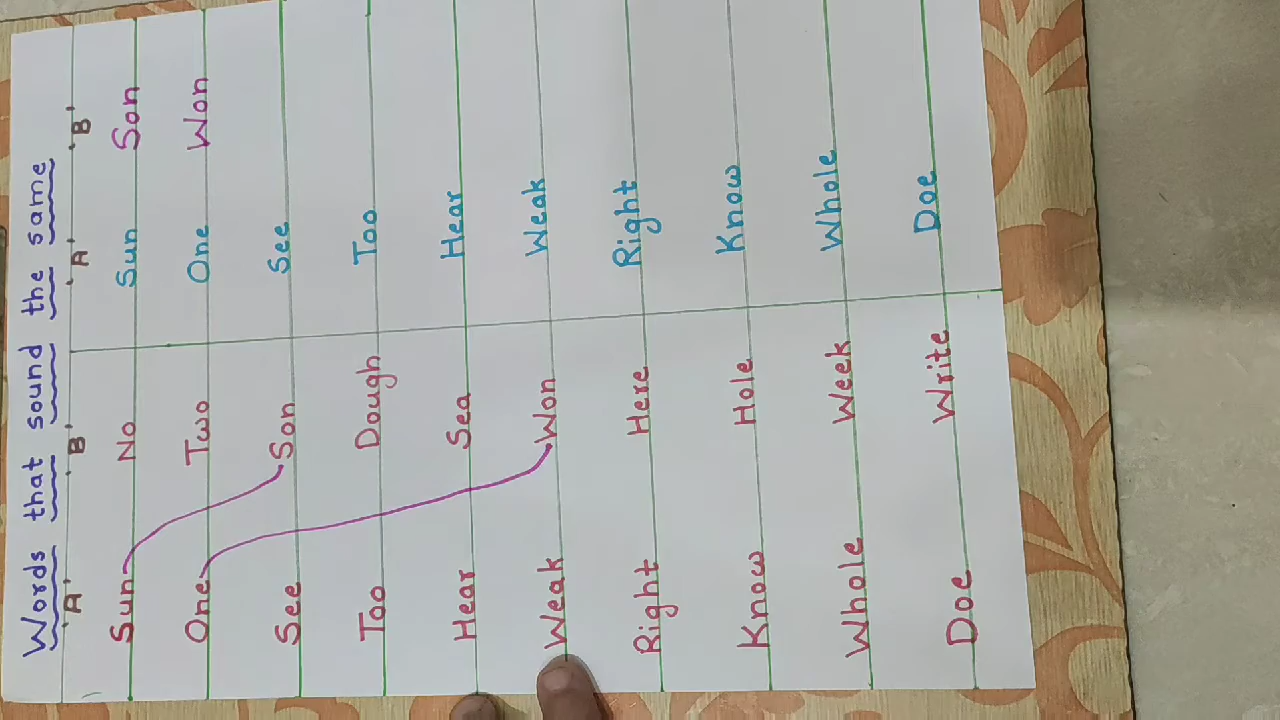 Words that sound the same
A B A B
Sun No Sun Son
One Two One Won
See Son See
Too Dough Too
Hear Sea Hear
Weak Won Weak
Right Here Right
Know Hole Know
Whole Week Whole
Doe Write Doe